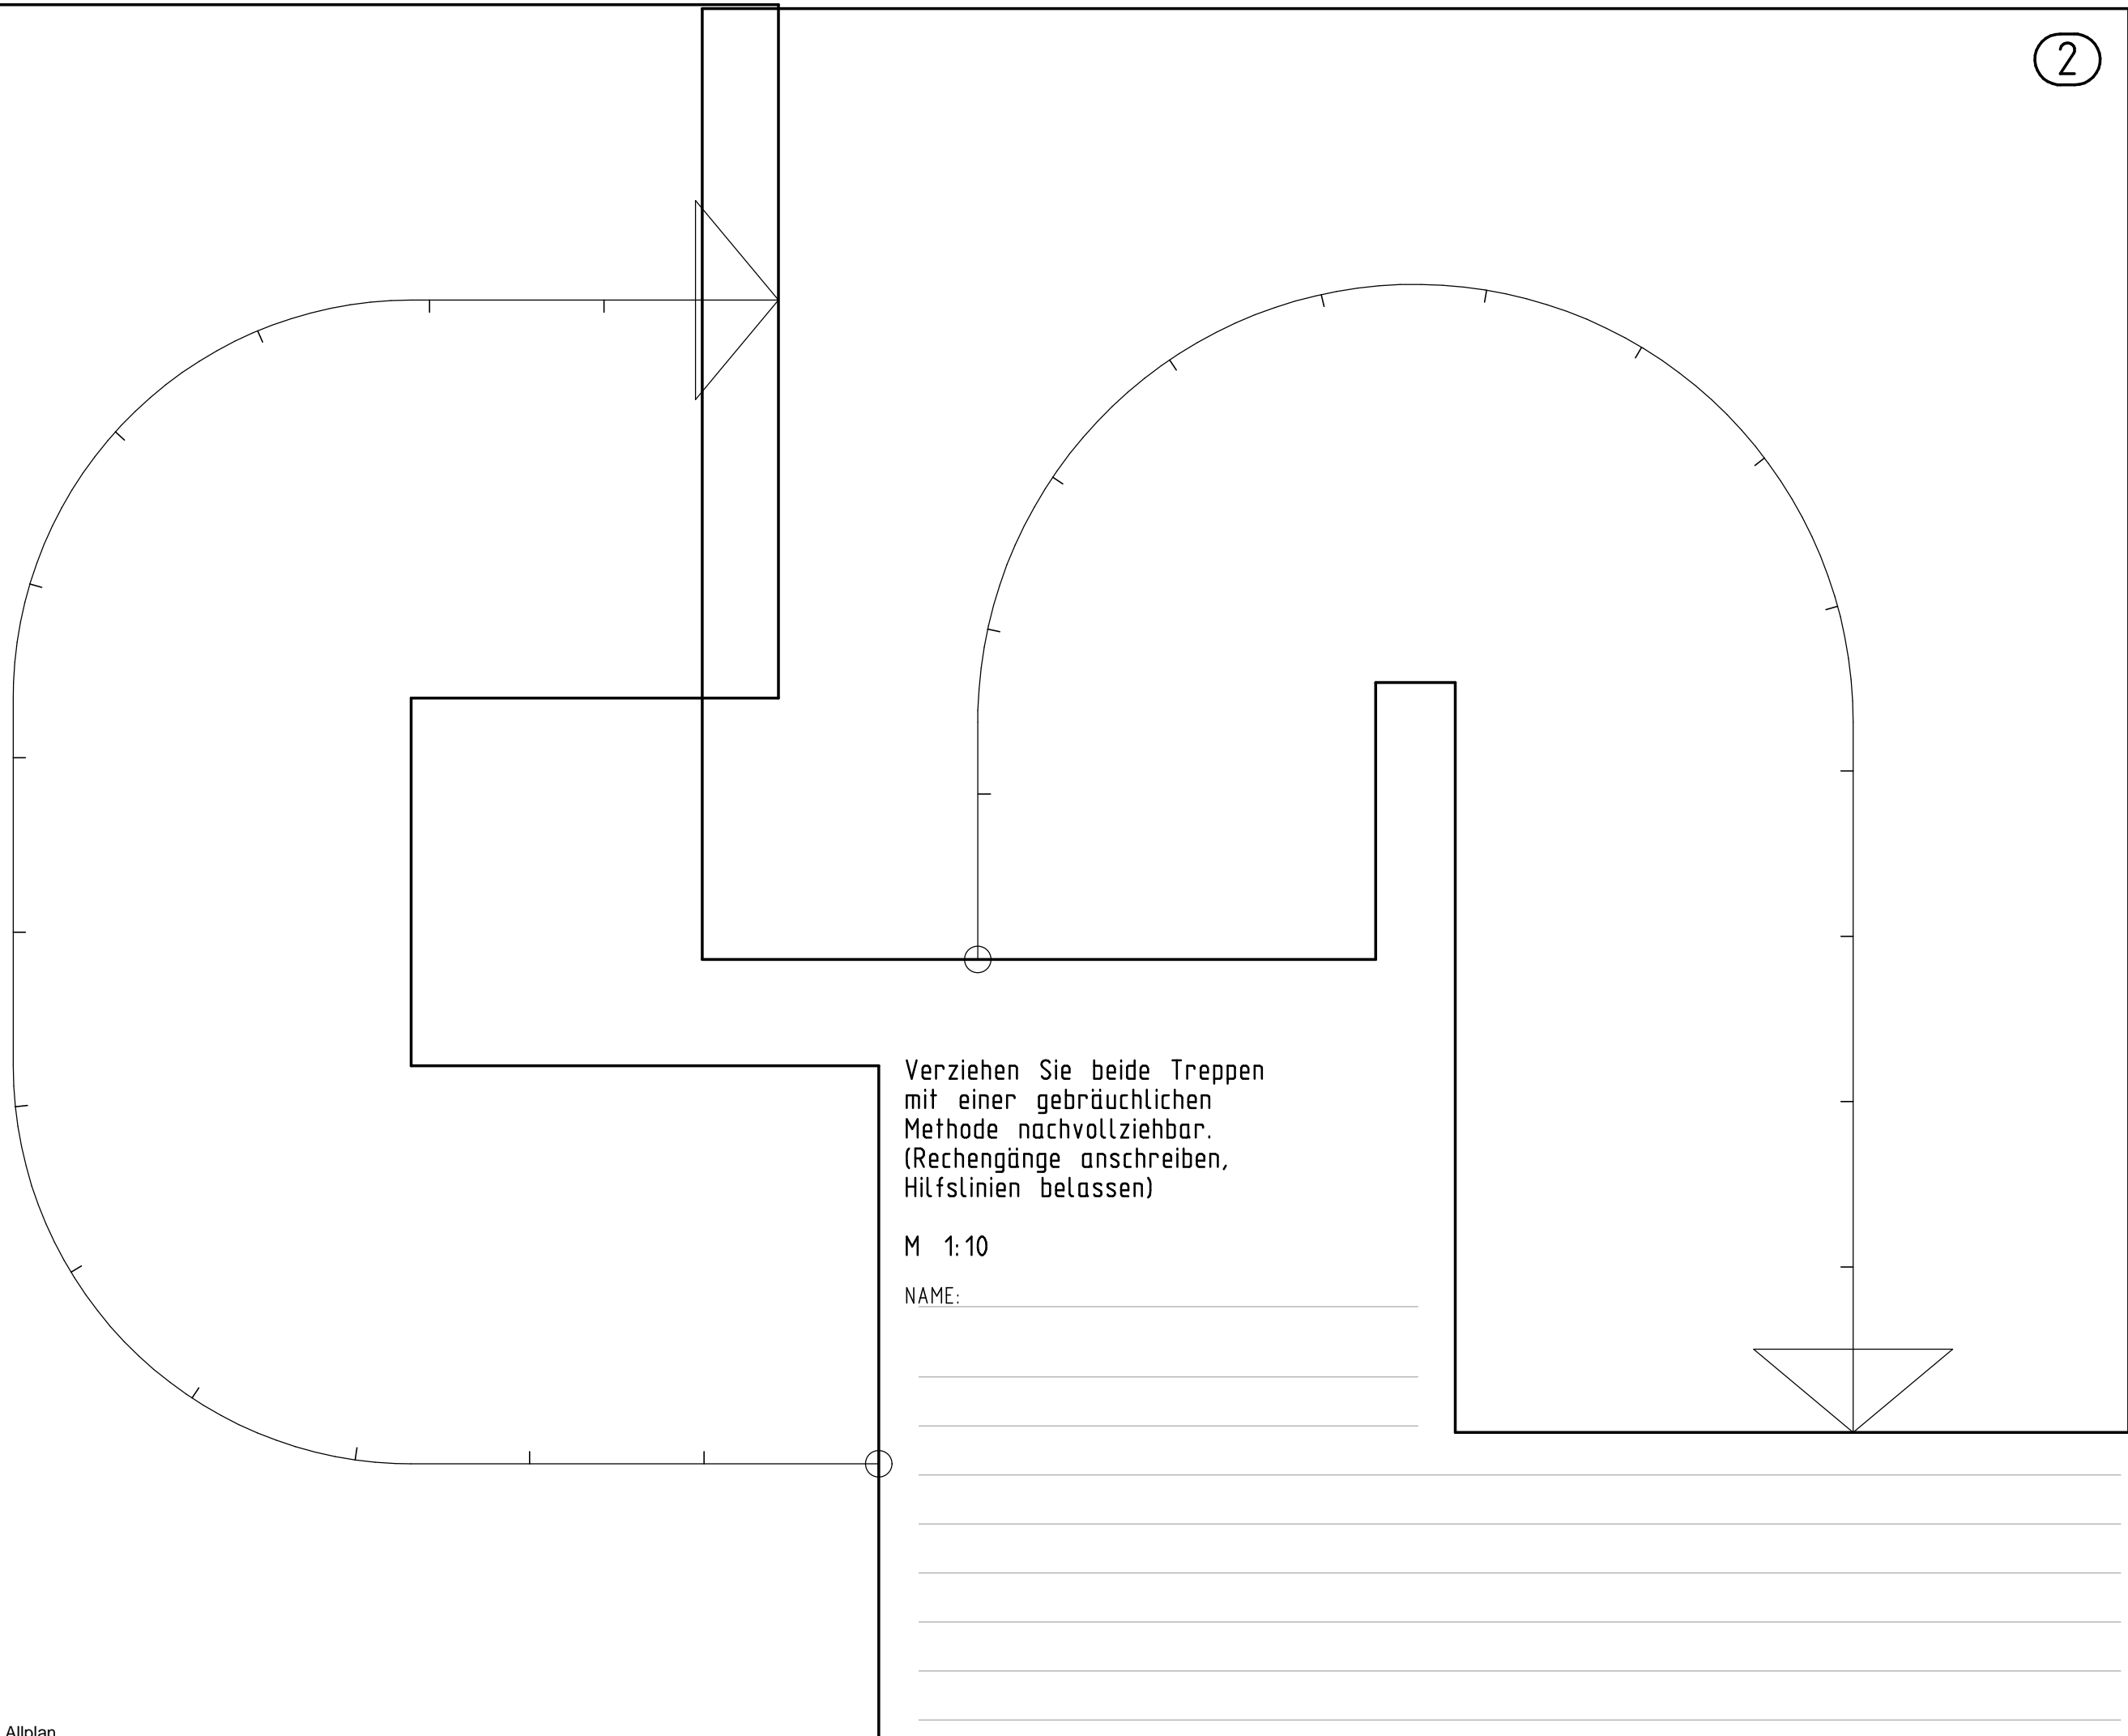 2
Verziehen Sie beide Treppen
mit einer gebräuchlichen
Methode nachvollziehbar.
(Rechengänge anschreiben,
Hilfslinien belassen)
M 1:10
NAME:
Allplan